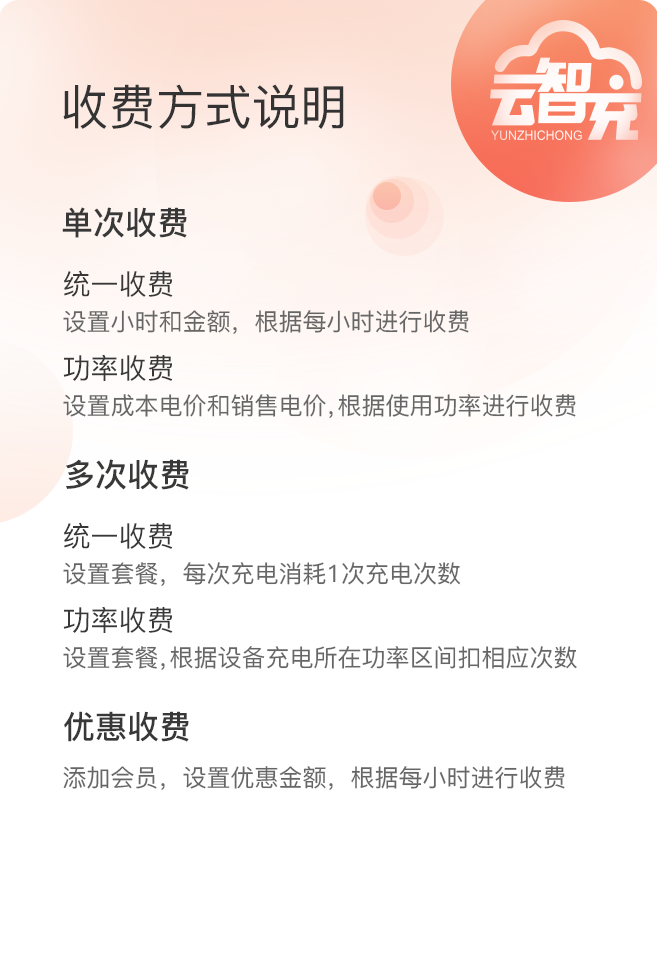 云智充
YUNZHICHONG
收费方式说明
单次收费
统一收费
设置小时和金额，根据每小时进行收费
功率收费
设置成本电价和销售电价,根据使用功率进行收费
多次收费
统一收费
设置套餐，每次充电消耗1次充电次数
功率收费
设置套餐,根据设备充电所在功率区间扣相应次数
优惠收费
添加会员，设置优惠金额，根据每小时进行收费